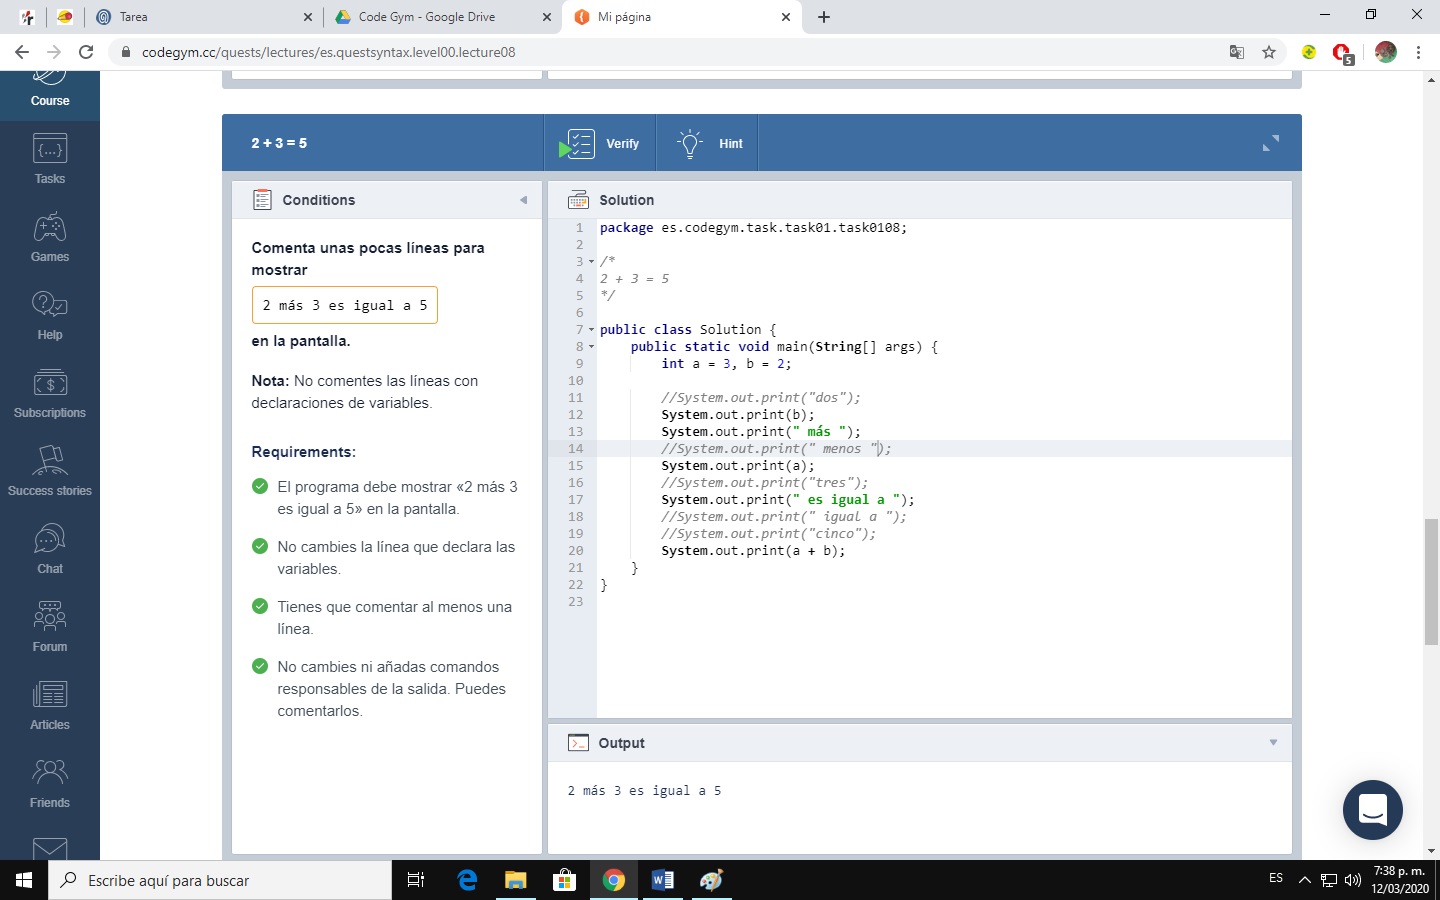 Tarea
Code Gym - Google Drive
Mi página
codegym.cc/quests/lectures/es.questsyntax.level00.lecture08
5
Course
Tasks
Games
Help
Subscriptions
Success stories
Chat
Forum
Articles
Friends
2 + 3 = 5
Verify
Hint
Conditions
Comenta unas pocas líneas para
mostrar
2 más 3 es igual a 5
en la pantalla.
Nota: No comentes las líneas con
declaraciones de variables.
Requirements:
El programa debe mostrar «2 más 3
es igual a 5» en la pantalla.
No cambies la línea que declara las
variables.
Tienes que comentar al menos una
línea.
No cambies ni añadas comandos
responsables de la salida. Puedes
comentarlos.
Solution
1 package es.codegym.task.task01.task0108;
2
3 /*
4 2 + 3 = 5
5 */
6
7 public class Solution {
8 public static void main(String[] args) {
9 int a = 3, b = 2;
10
11 //System.out.print("dos");
12 System.out.print(b);
13 System.out.print(" más ");
14 //System.out.print(" menos ");
15 System.out.print(a);
16 //System.out.print("tres");
17 System.out.print(" es igual a ");
18 //System.out.print(" igual a ");
19 //System.out.print("cinco");
20 System.out.print(a + b);
21 }
22 }
23
Output
2 más 3 es igual a 5
Escribe aquí para buscar
ES
7:38 p. m.
12/03/2020